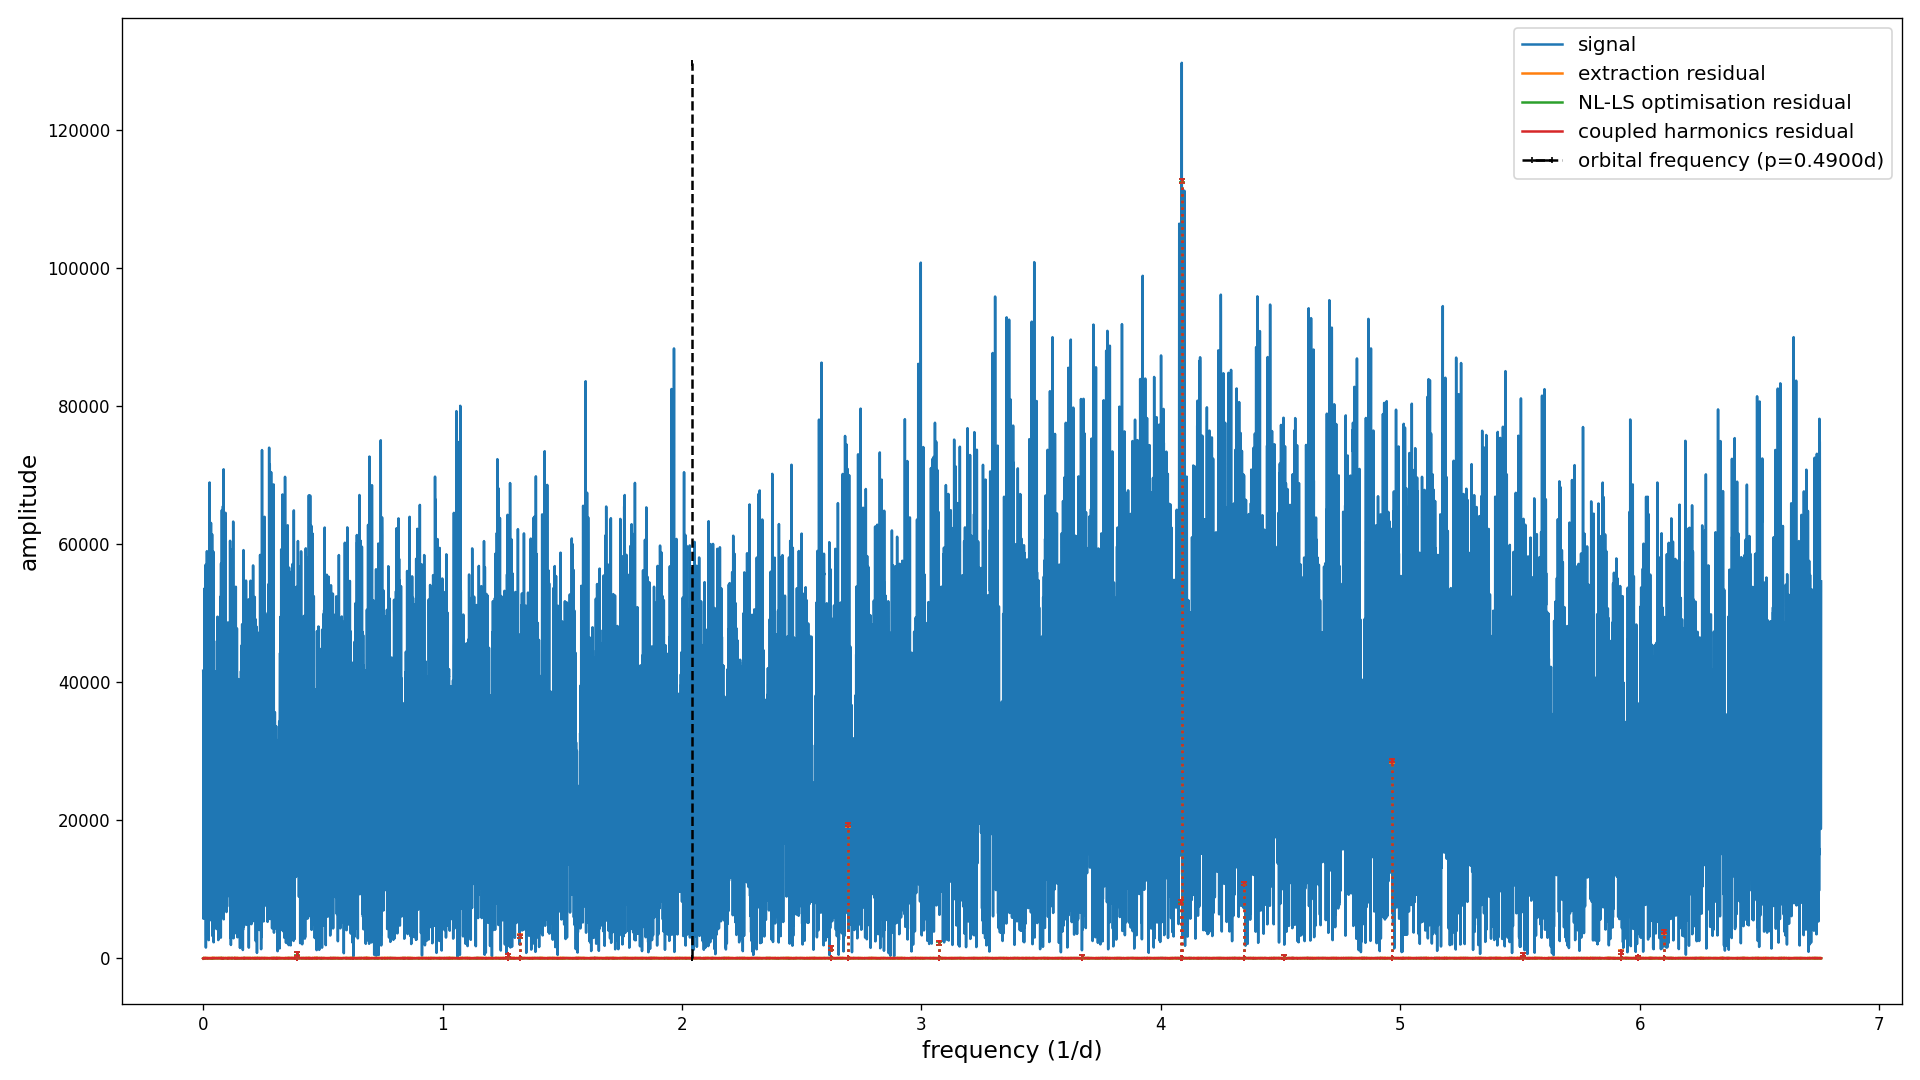 signal
extraction residual
NL-LS optimisation residual
coupled harmonics residual
orbital frequency (p=0.4900d)
amplitude
120000
100000
80000
60000
40000
20000
0
0 1 2 3 4 5 6 7
frequency (1/d)